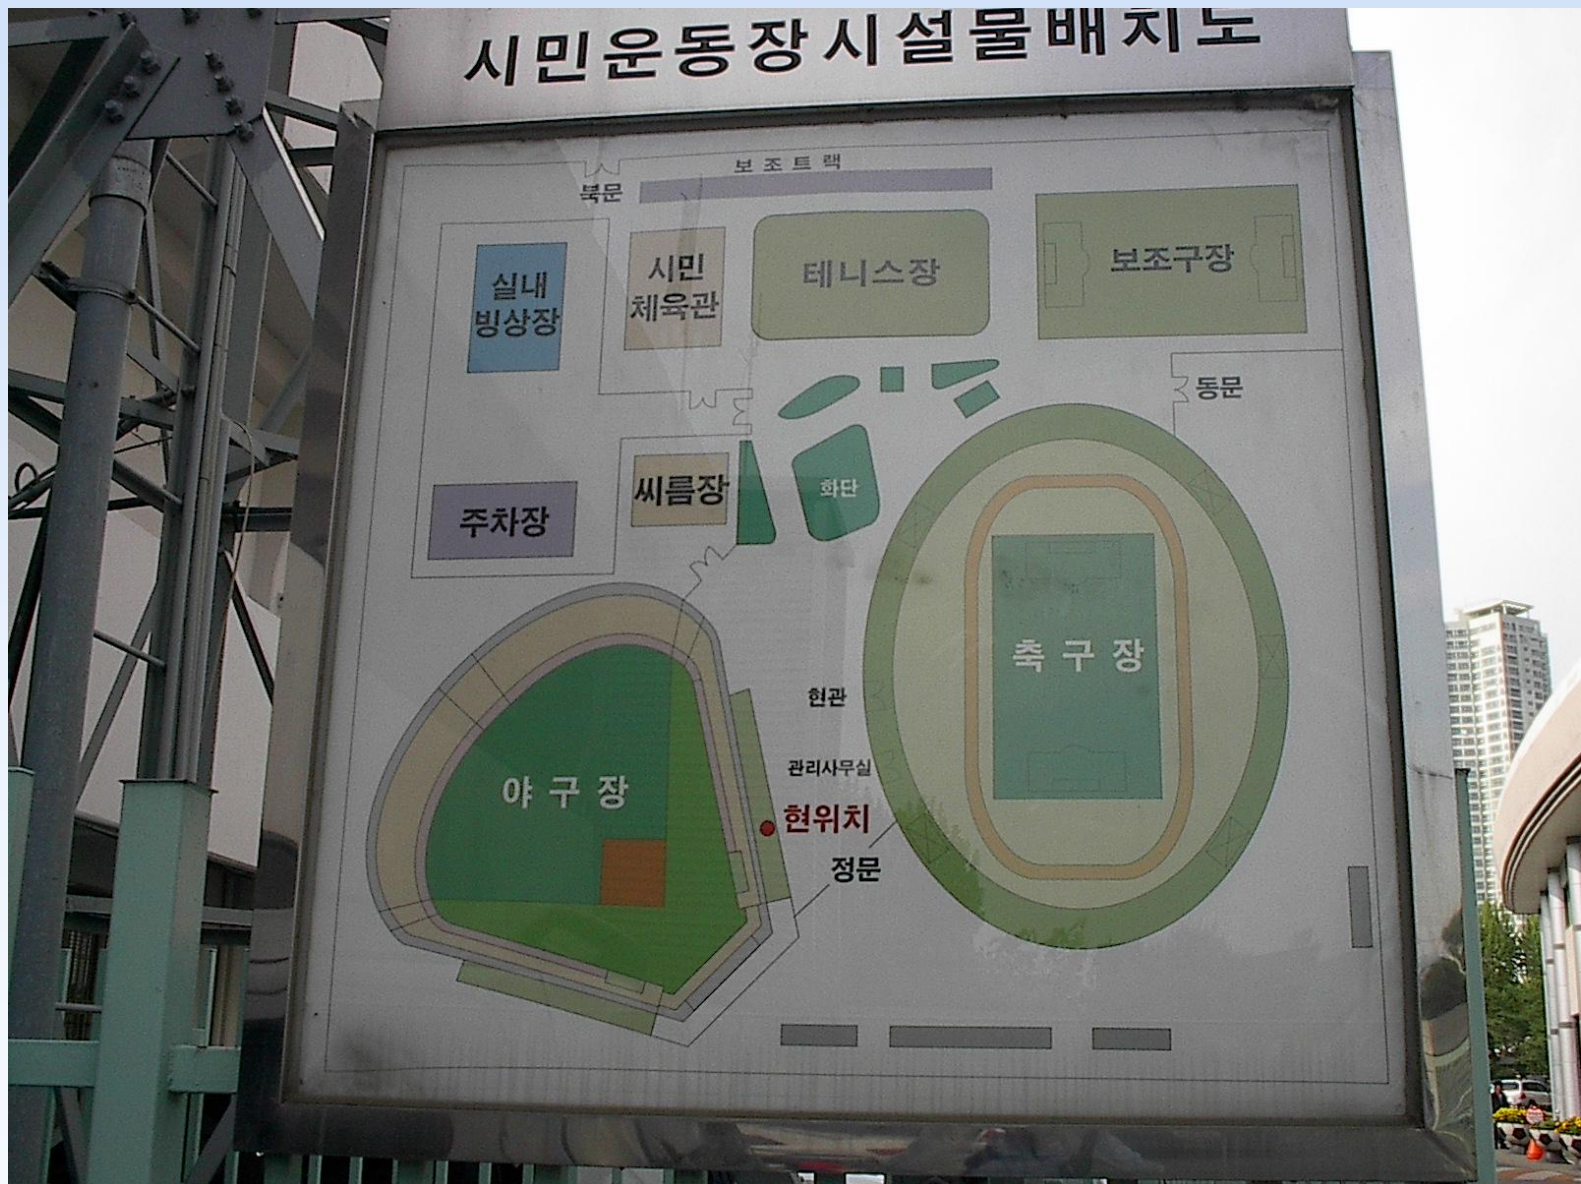 시민운동장시설물배치도
보조트랙
북문
실내
빙상장
시민
체육관
테니스장
보조구장
동문
주차장
씨름장
화단
축구장
현관
관리사무실
야구장
현위치
정문